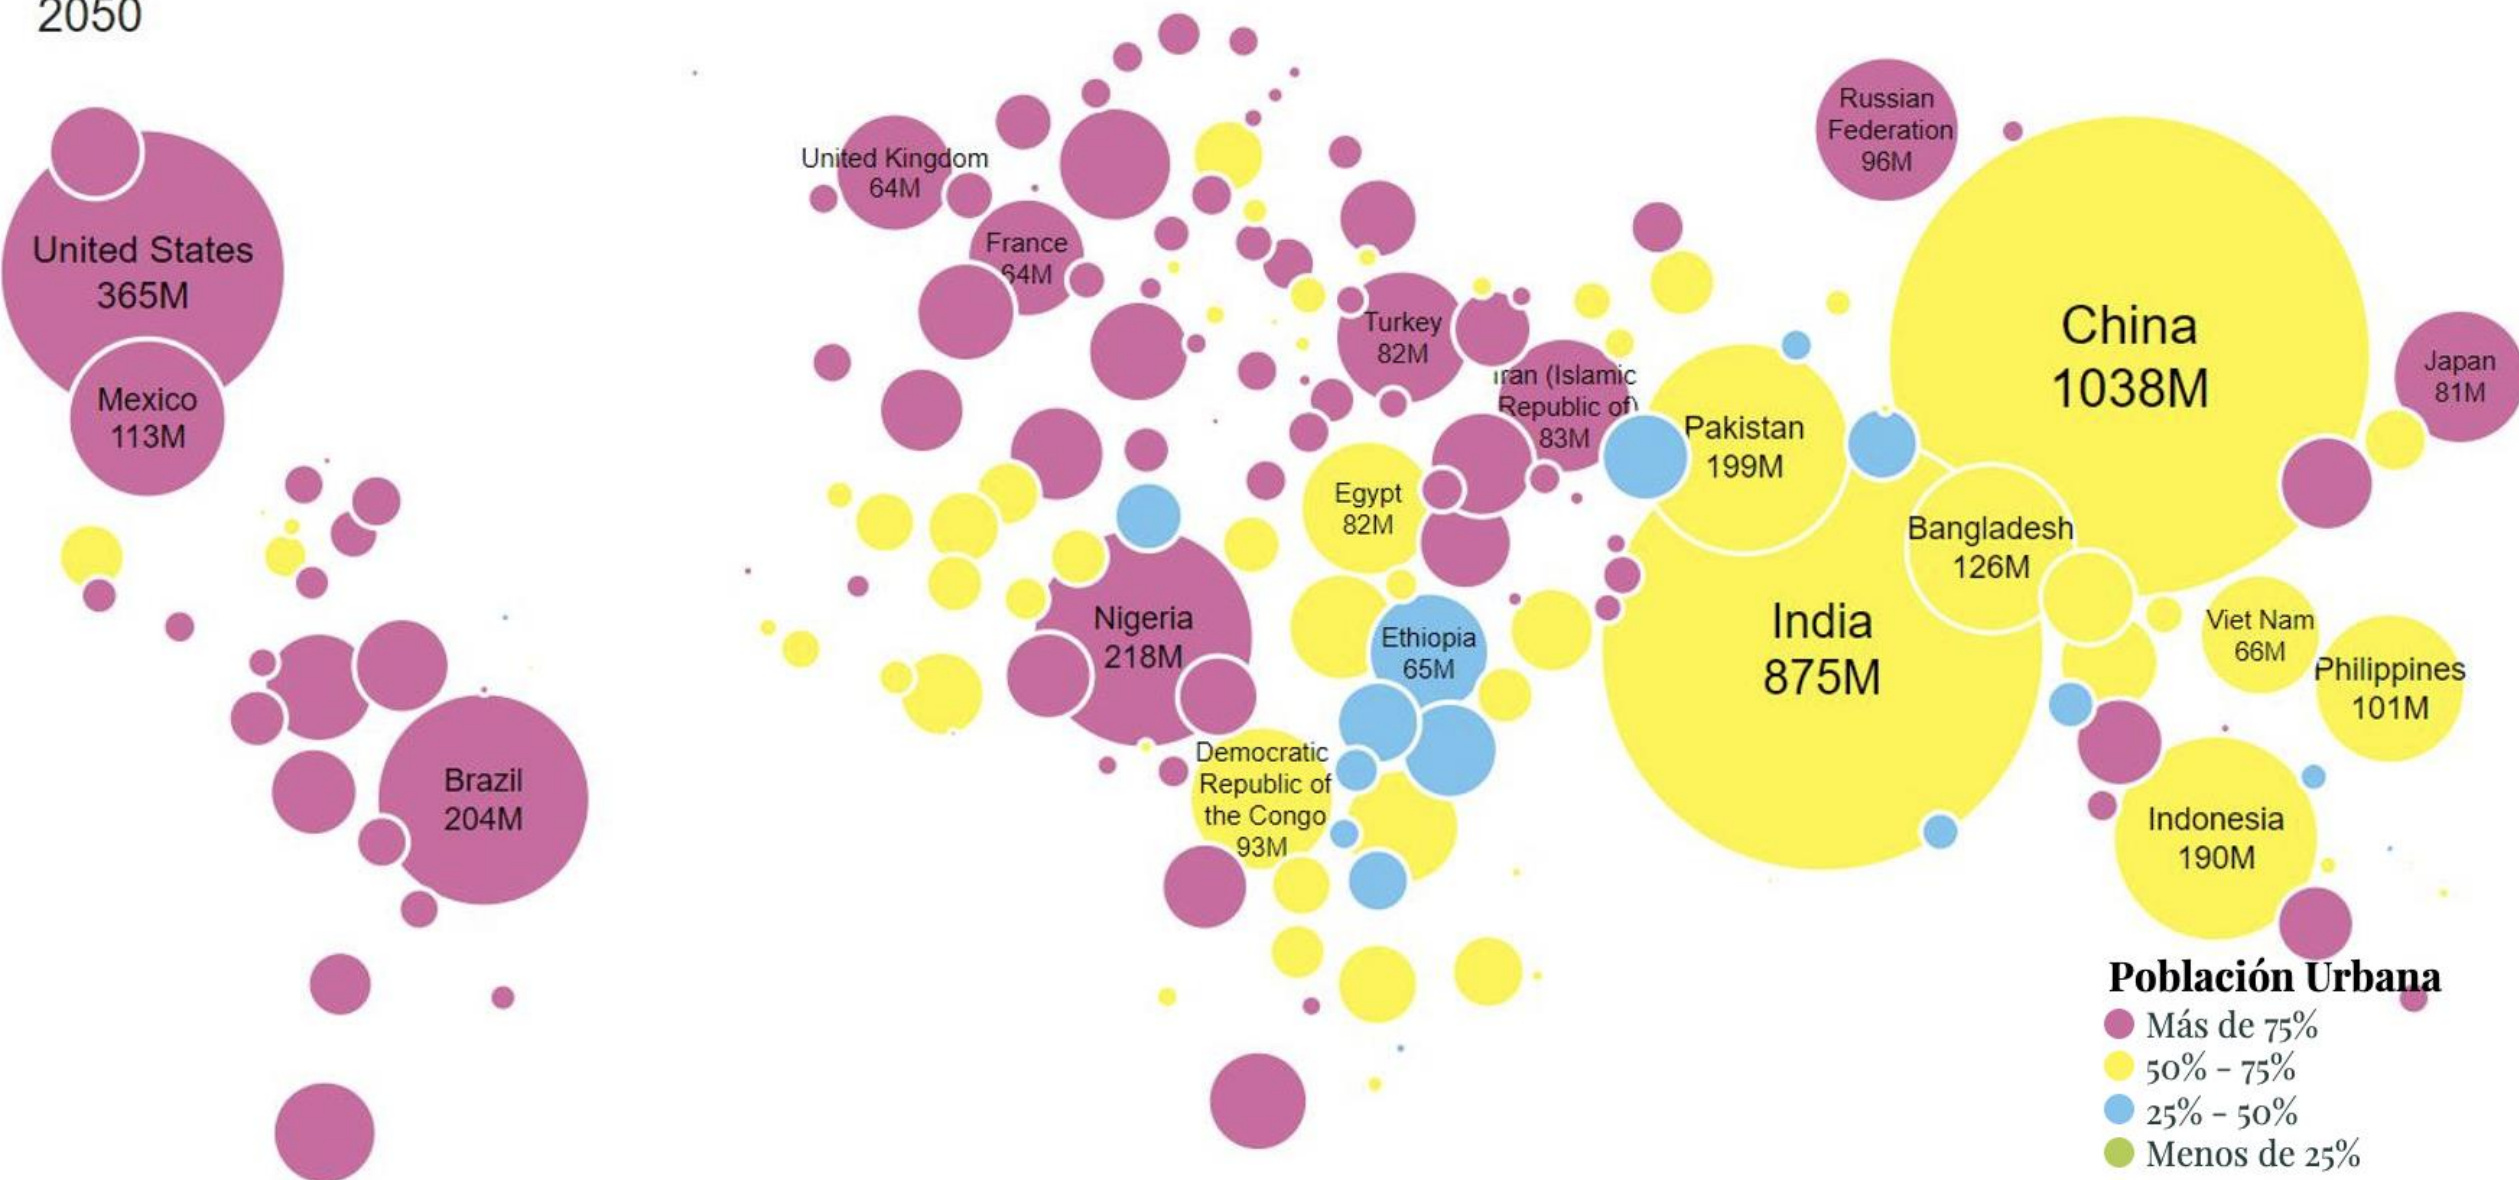 2050
United States
365M
Mexico
113M
Brazil
204M
United Kingdom
64M
France
64M
Turkey
82M
Iran (Islamic
Republic of)
83M
Egypt
82M
Nigeria
218M
Ethiopia
65M
Democratic
Republic of
the Congo
93M
Russian
Federation
96M
China
1038M
Japan
81M
Pakistan
199M
Bangladesh
126M
India
875M
Viet Nam
66M
Philippines
101M
Indonesia
190M
Población Urbana
Más de 75%
50% - 75%
25% - 50%
Menos de 25%